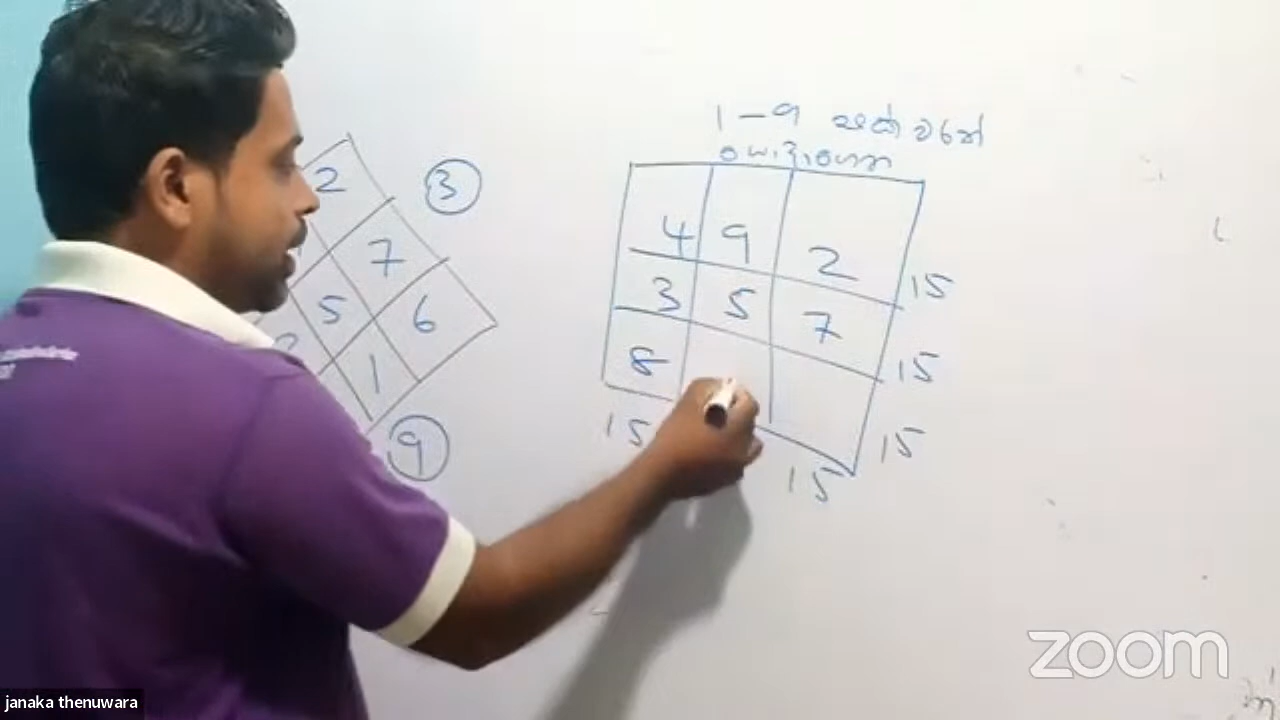 2
③
7
5
6
1
⑨
1 - 9
4 9 2 15
3 5 7 15
8 15
15 15
zoom
janaka thenuwara